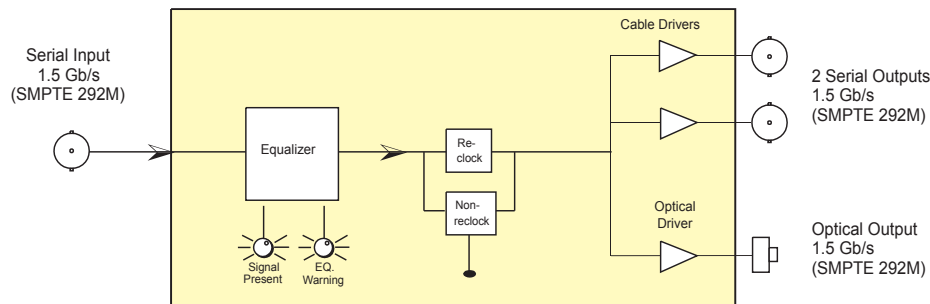 Serial Input
1.5 Gb/s
(SMPTE 292M)
Equalizer
Signal
Present
EQ.
Warning
Re-
clock
Non-
reclock
Cable Drivers
2 Serial Outputs
1.5 Gb/s
(SMPTE 292M)
Optical
Driver
Optical Output
1.5 Gb/s
(SMPTE 292M)